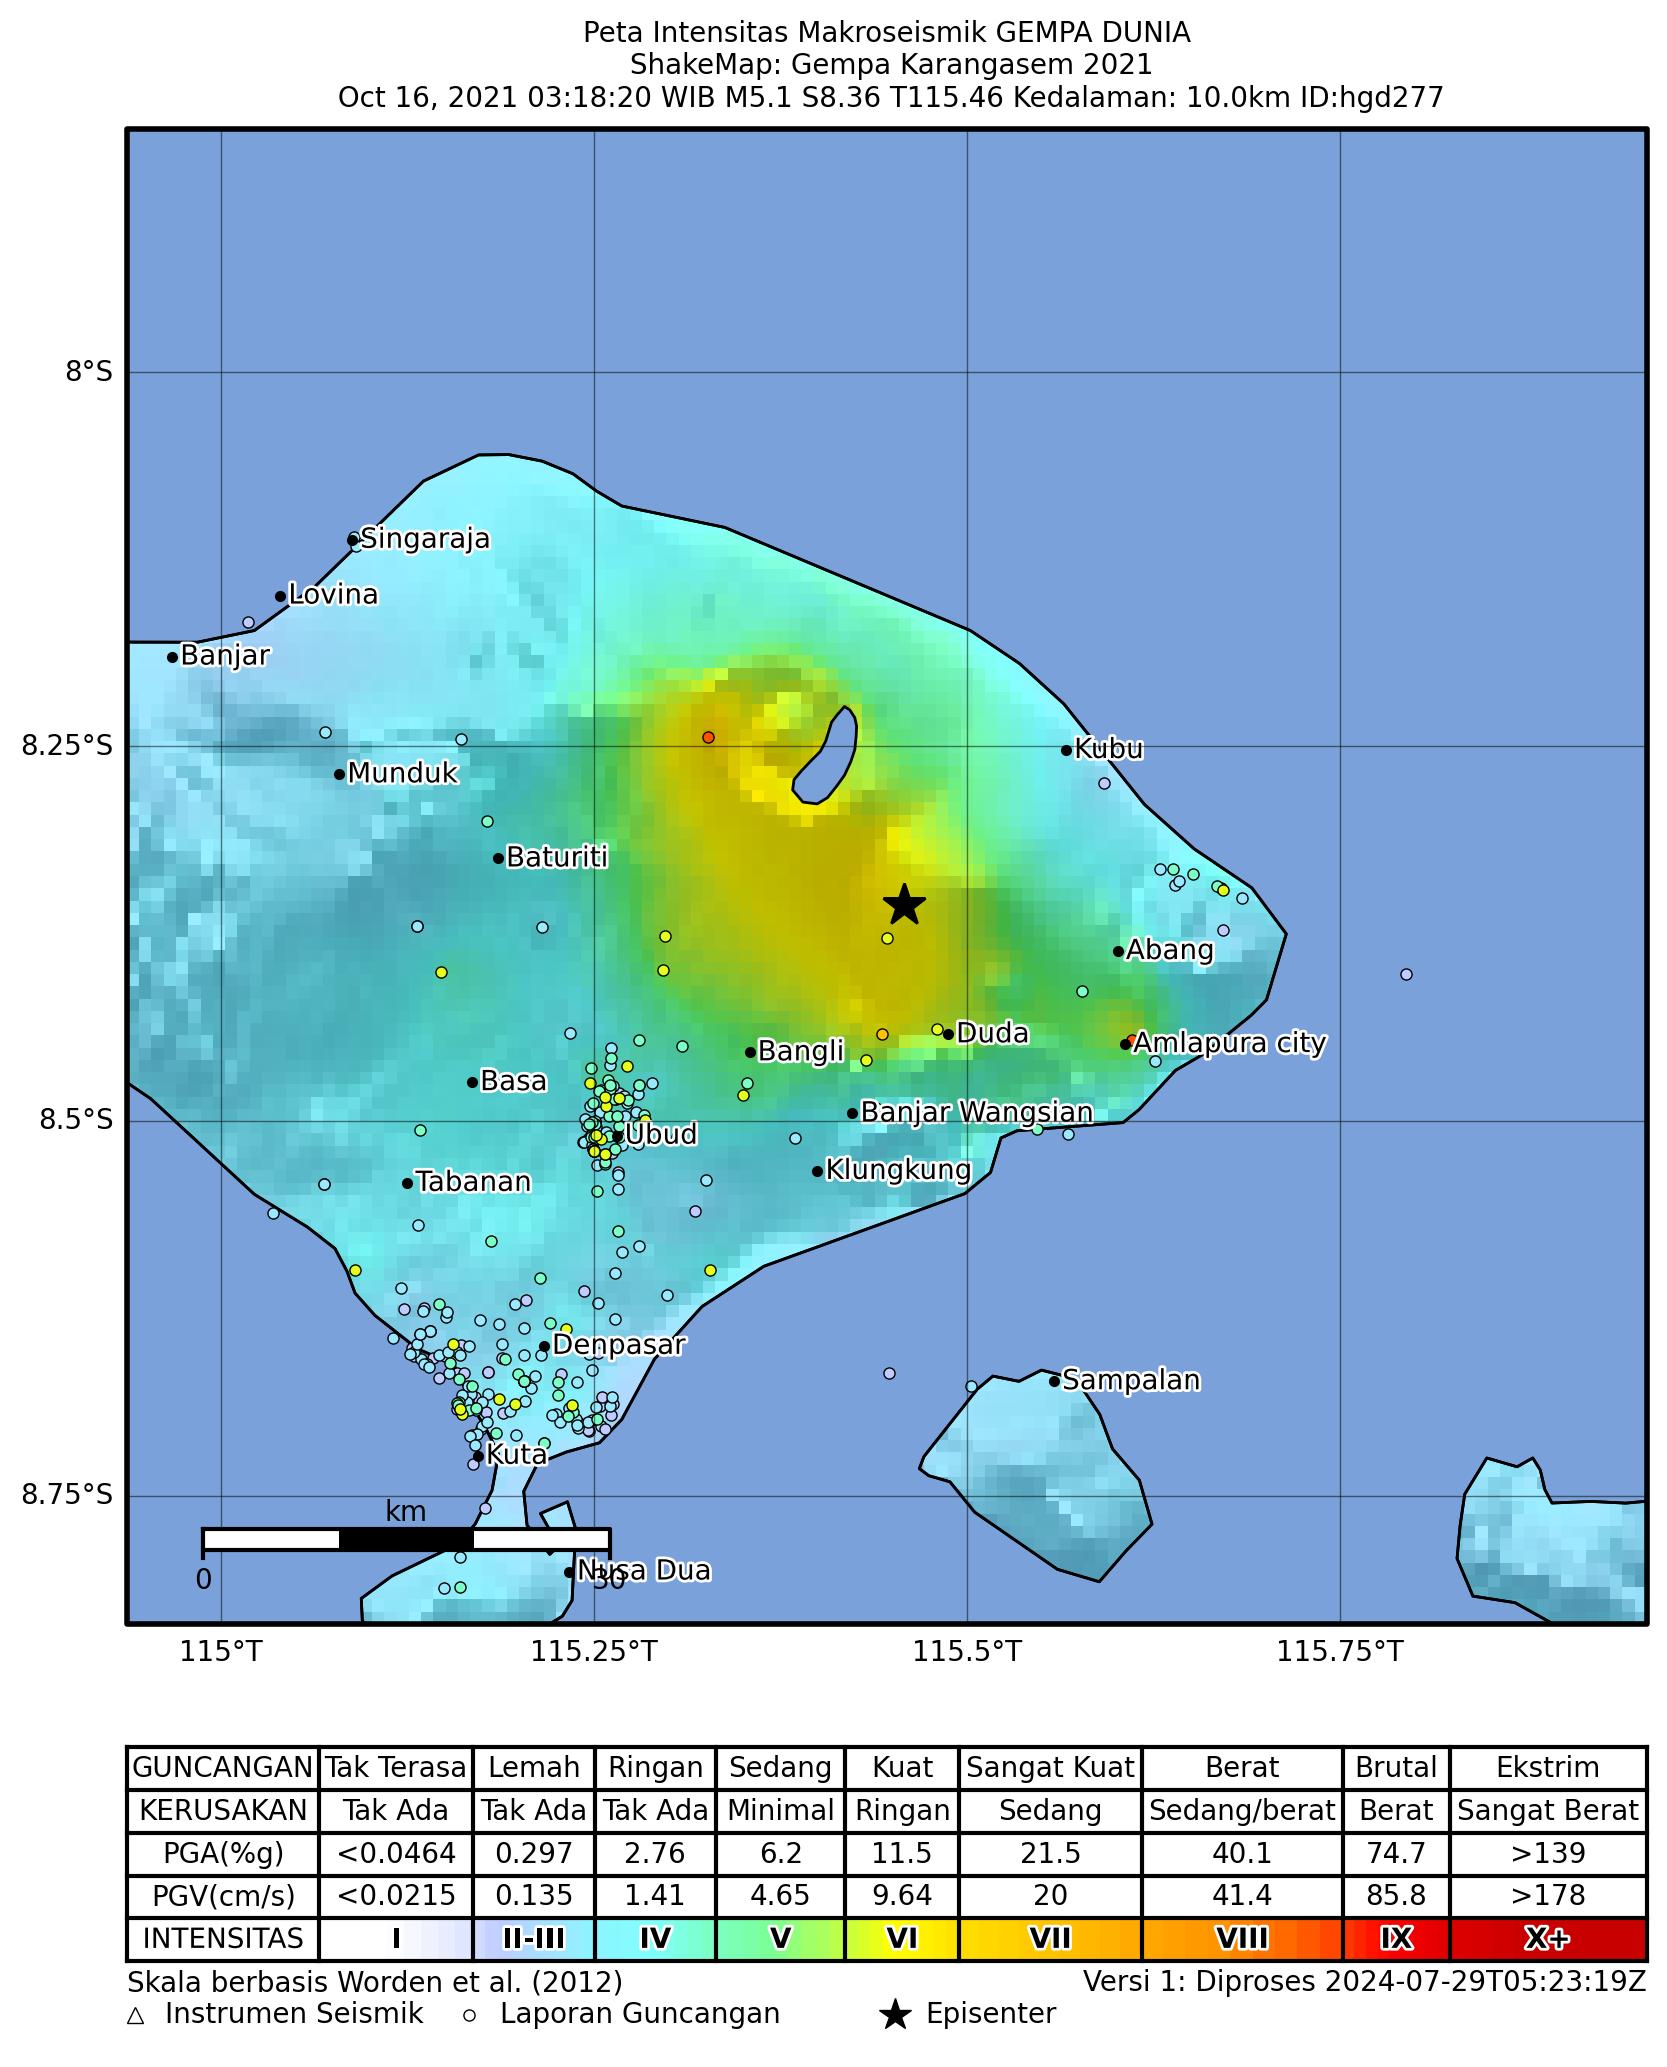 Peta Intensitas Makroseismik GEMPA DUNIA
ShakeMap: Gempa Karangasem 2021
Oct 16, 2021 03:18:20 WIB M5.1 S8.36 T115.46 Kedalaman: 10.0km ID:hgd277
8°S
Singaraja
Lovina
Banjar
8.25°S
Kubu
Munduk
Baturiti
Abang
Duda
Amlapura city
Bangli
Basa
8.5°S
Banjar Wangsian
Ubud
Klungkung
Tabanan
Denpasar
Sampalan
Kuta
8.75°S
km
0
30
Nusa Dua
115°T 115.25°T 115.5°T 115.75°T
GUNCANGAN Tak Terasa Lemah Ringan Sedang Kuat Sangat Kuat Berat Brutal Ekstrim
KERUSAKAN Tak Ada Tak Ada Tak Ada Minimal Ringan Sedang Sedang/berat Berat Sangat Berat
PGA(%g) <0.0464 0.297 2.76 6.2 11.5 21.5 40.1 74.7 >139
PGV(cm/s) <0.0215 0.135 1.41 4.65 9.64 20 41.4 85.8 >178
INTENSITAS I II-III IV V VI VII VIII IX X+
Skala berbasis Worden et al. (2012) Versi 1: Diproses 2024-07-29T05:23:19Z
△ Instrumen Seismik ○ Laporan Guncangan ★ Episenter